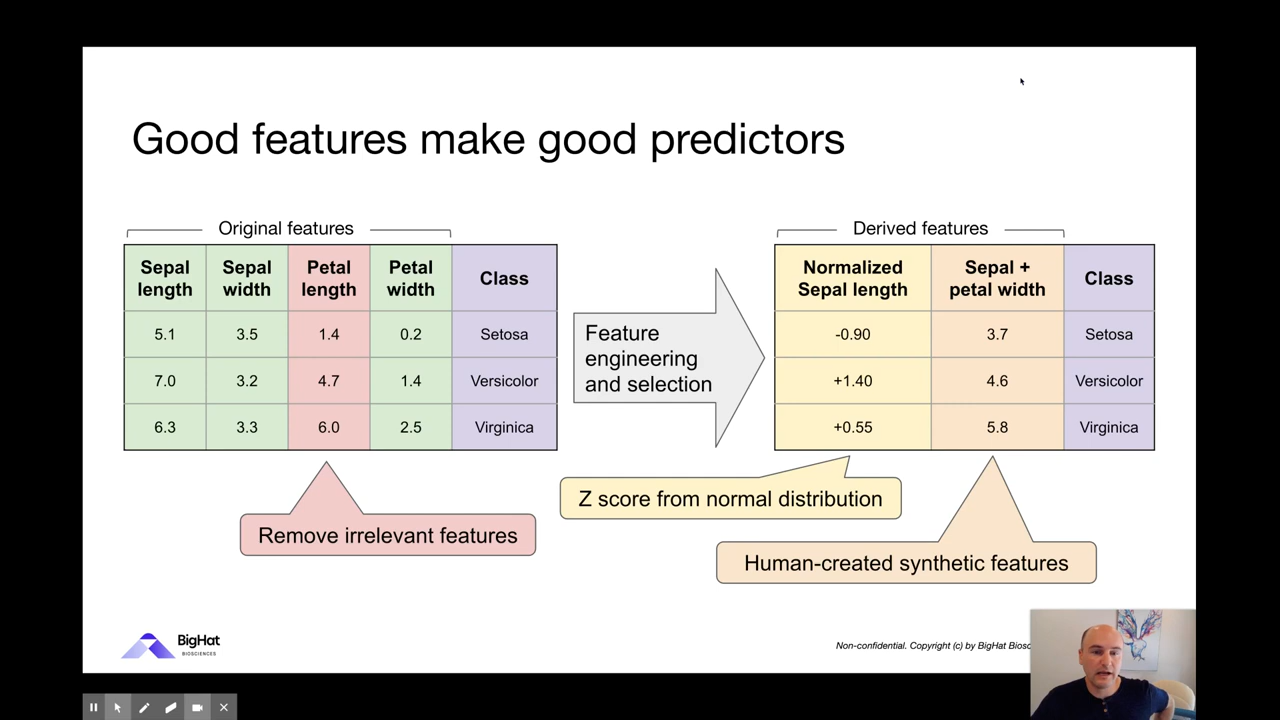 Good features make good predictors
Original features
Sepal length Sepal width Petal length Petal width Class
5.1 3.5 1.4 0.2 Setosa
7.0 3.2 4.7 1.4 Versicolor
6.3 3.3 6.0 2.5 Virginica
Feature
engineering
and selection
Derived features
Normalized Sepal length Sepal + petal width Class
-0.90 3.7 Setosa
+1.40 4.6 Versicolor
+0.55 5.8 Virginica
Remove irrelevant features
Z score from normal distribution
Human-created synthetic features
BigHat
BIOSCIENCES
Non-confidential. Copyright (c) by BigHat